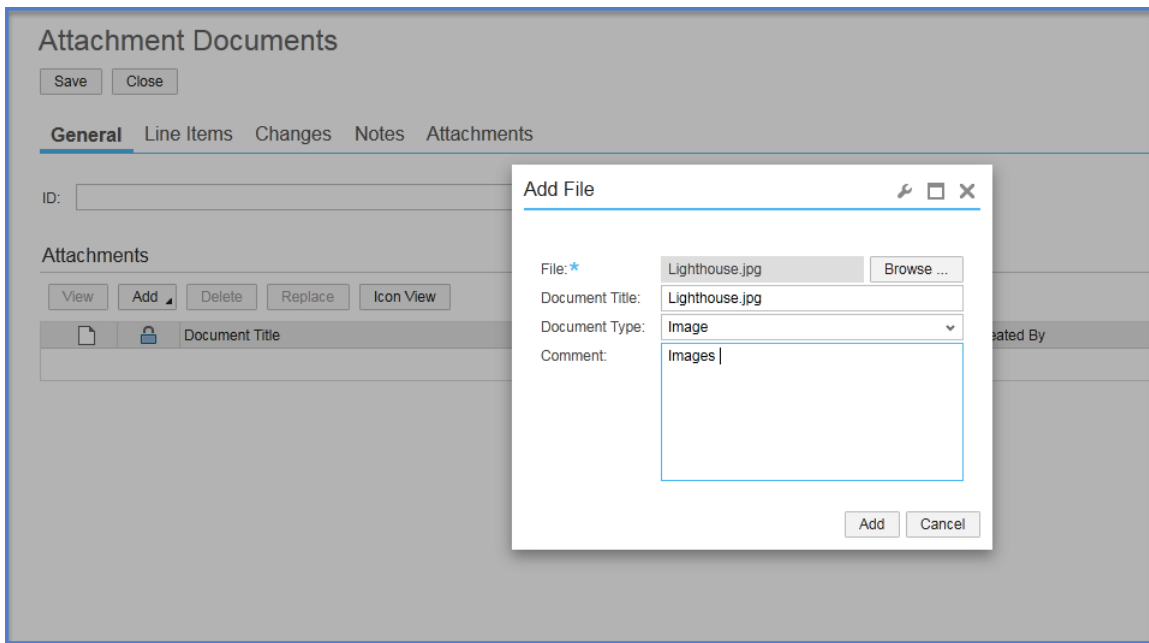 Attachment Documents
Save Close
General Line Items Changes Notes Attachments
ID:
Attachments
View Add Delete Replace Icon View
Document Title eated By
Add File
File:* Lighthouse.jpg Browse ...
Document Title: Lighthouse.jpg
Document Type: Image
Comment: Images
Add Cancel